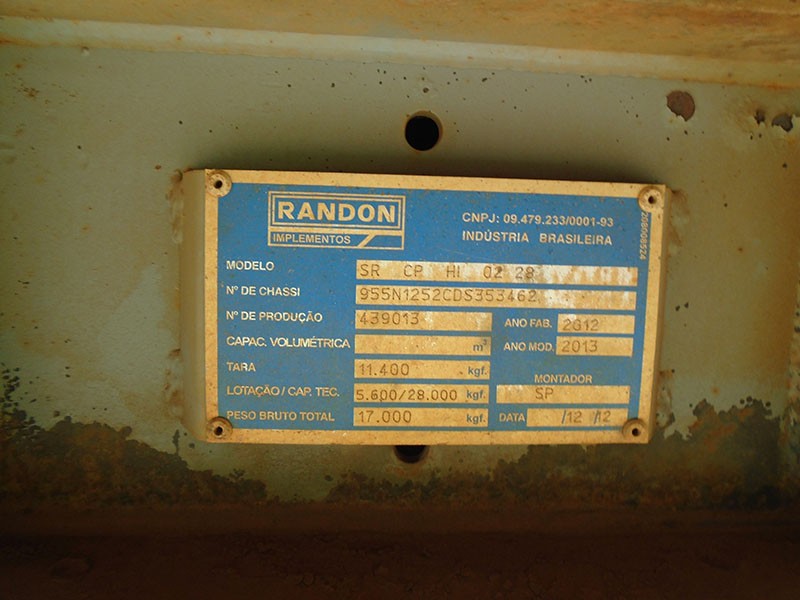 RANDON
IMPLEMENTOS
CNPJ: 09.479.233/0001-93
INDÚSTRIA BRASILEIRA
MODELO SR CP HI 02 28
Nº DE CHASSI 955N1252CDS353462
Nº DE PRODUÇÃO 439013 ANO FAB. 2012
CAPAC. VOLUMÉTRICA m³ ANO MOD. 2013
TARA 11.400 kgf. MONTADOR
LOTAÇÃO / CAP. TEC. 5.600/28.000 kgf. SP
PESO BRUTO TOTAL 17.000 kgf. DATA /12 /12